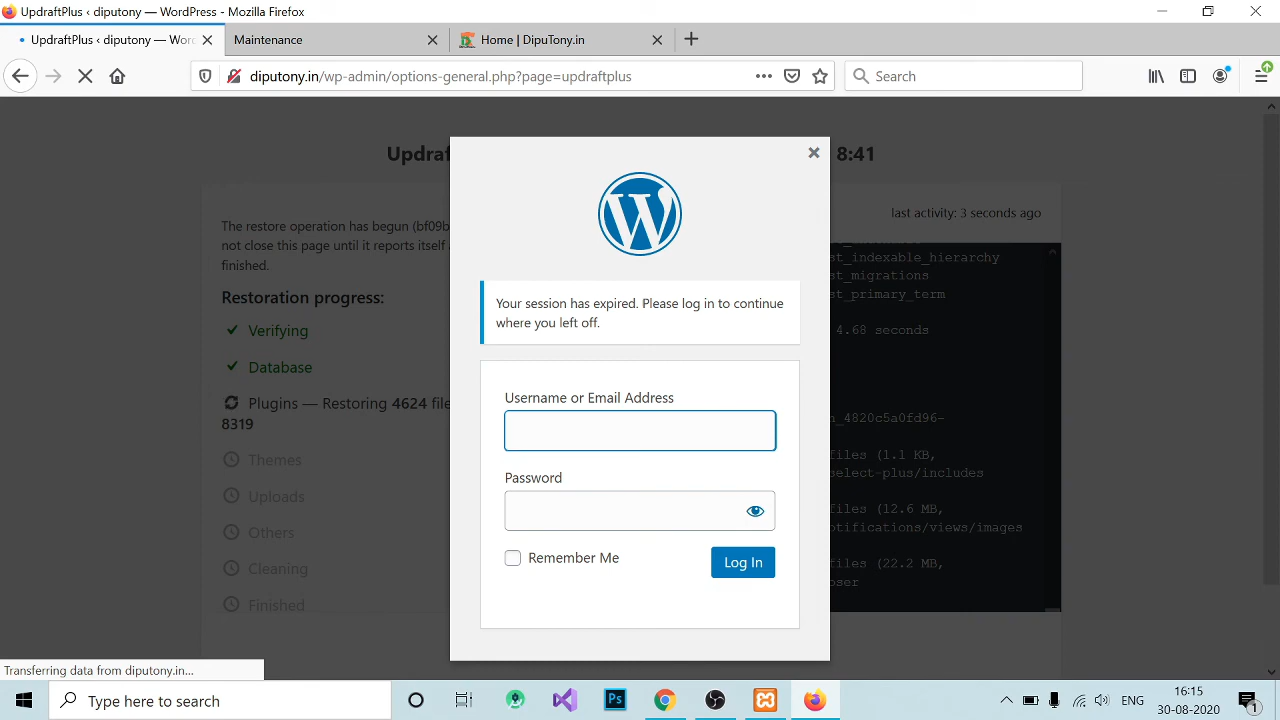 UpdraftPlus ‹ diputony — WordPress - Mozilla Firefox
UpdraftPlus ‹ diputony — Wor
Maintenance
Home | DipuTony.in
diputony.in/wp-admin/options-general.php?page=updraftplus
Search
Updraf
8:41
The restore operation has begun (bf09b
last activity: 3 seconds ago
not close this page until it reports itself
finished.
Restoration progress:
Verifying
Database
Plugins — Restoring 4624 file
8319
Themes
Uploads
Others
Cleaning
Finished
st_indexable_hierarchy
st_migrations
st_primary_term
4.68 seconds
n_4820c5a0fd96-
files (1.1 KB,
select-plus/includes
files (12.6 MB,
otifications/views/images
files (22.2 MB,
oser
Your session has expired. Please log in to continue
where you left off.
Username or Email Address
Password
Remember Me
Log In
Transferring data from diputony.in...
Type here to search
Ps
ENG
16:15
30-08-2020
1